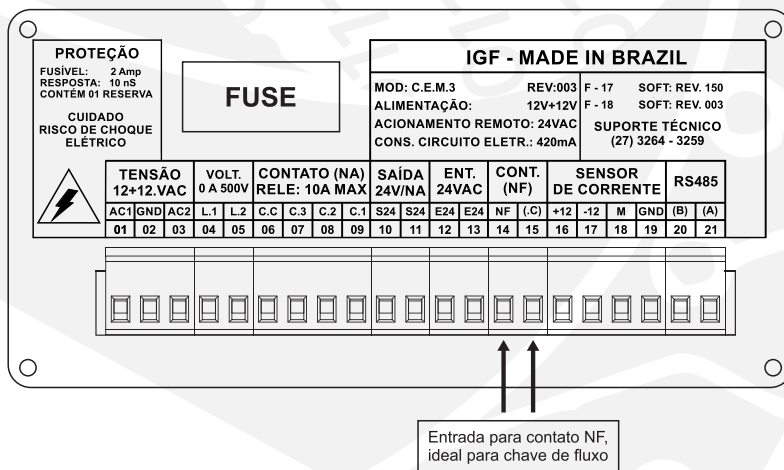 PROTEÇÃO
FUSÍVEL: 2 Amp
RESPOSTA: 10 nS
CONTÉM 01 RESERVA
CUIDADO
RISCO DE CHOQUE
ELÉTRICO
FUSE
IGF - MADE IN BRAZIL
MOD: C.E.M.3 REV:003
ALIMENTAÇÃO: 12V+12V
ACIONAMENTO REMOTO: 24VAC
CONS. CIRCUITO ELETR.: 420mA
F - 17 SOFT: REV. 150
F - 18 SOFT: REV. 003
SUPORTE TÉCNICO
(27) 3264 - 3259
TENSÃO
12+12.VAC
VOLT.
0 A 500V
CONTATO (NA)
RELE: 10A MAX
SAÍDA
24V/NA
ENT.
24VAC
CONT.
(NF)
SENSOR
DE CORRENTE
RS485
AC1 GND AC2 L.1 L.2 C.C C.3 C.2 C.1 S24 S24 E24 E24 NF (.C) +12 -12 M GND (B) (A)
01 02 03 04 05 06 07 08 09 10 11 12 13 14 15 16 17 18 19 20 21
Entrada para contato NF,
ideal para chave de fluxo